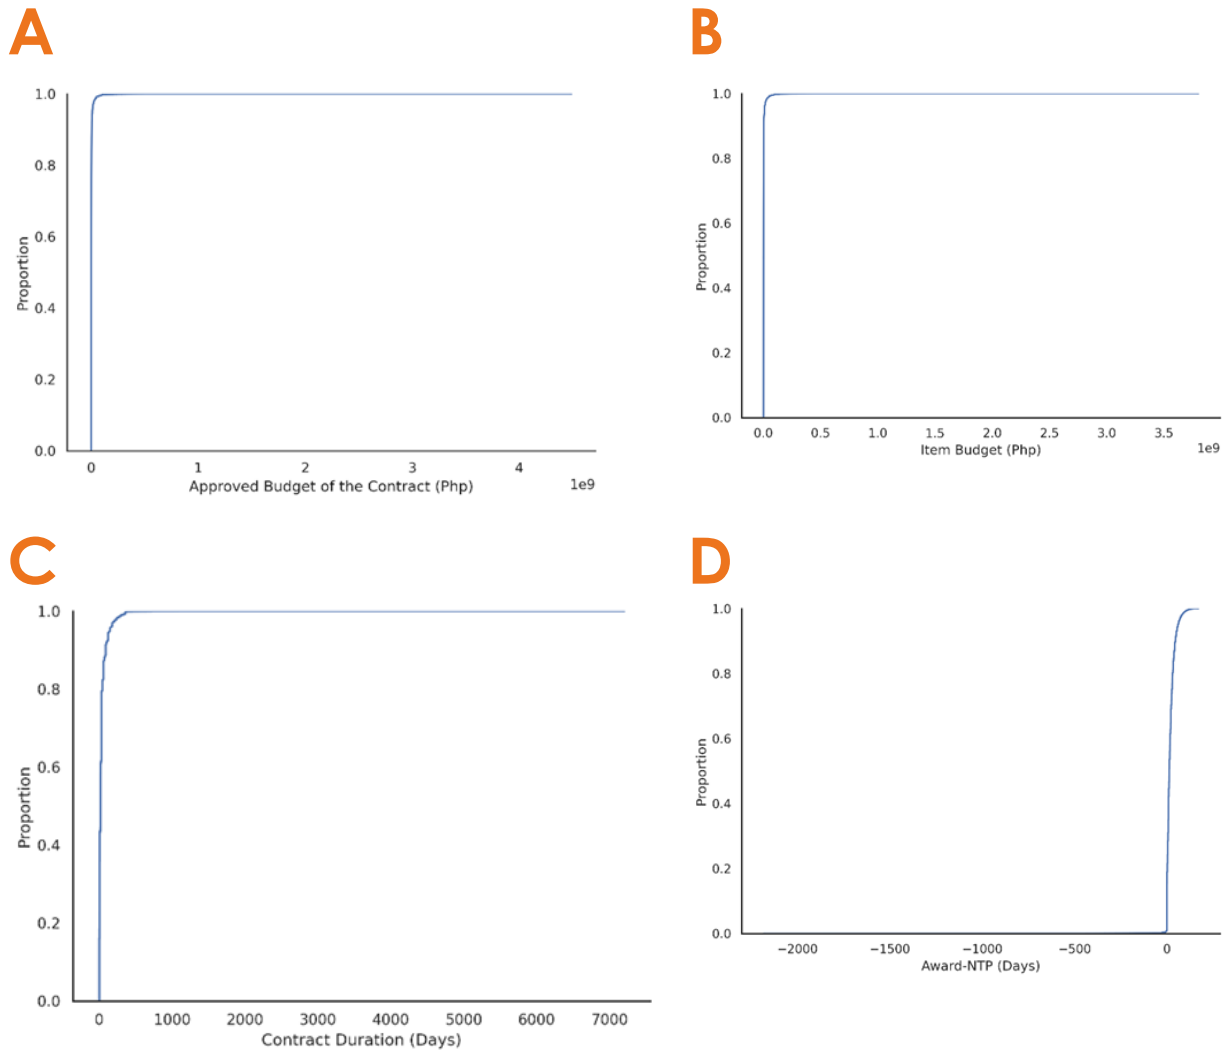 A
1.0
0.8
0.6
0.4
0.2
0.0
Proportion
0 1 2 3 4
Approved Budget of the Contract (Php) 1e9
B
1.0
0.8
0.6
0.4
0.2
0.0
Proportion
0.0 0.5 1.0 1.5 2.0 2.5 3.0 3.5
Item Budget (Php) 1e9
C
1.0
0.8
0.6
0.4
0.2
0.0
Proportion
0 1000 2000 3000 4000 5000 6000 7000
Contract Duration (Days)
D
1.0
0.8
0.6
0.4
0.2
0.0
Proportion
−2000 −1500 −1000 −500 0
Award-NTP (Days)